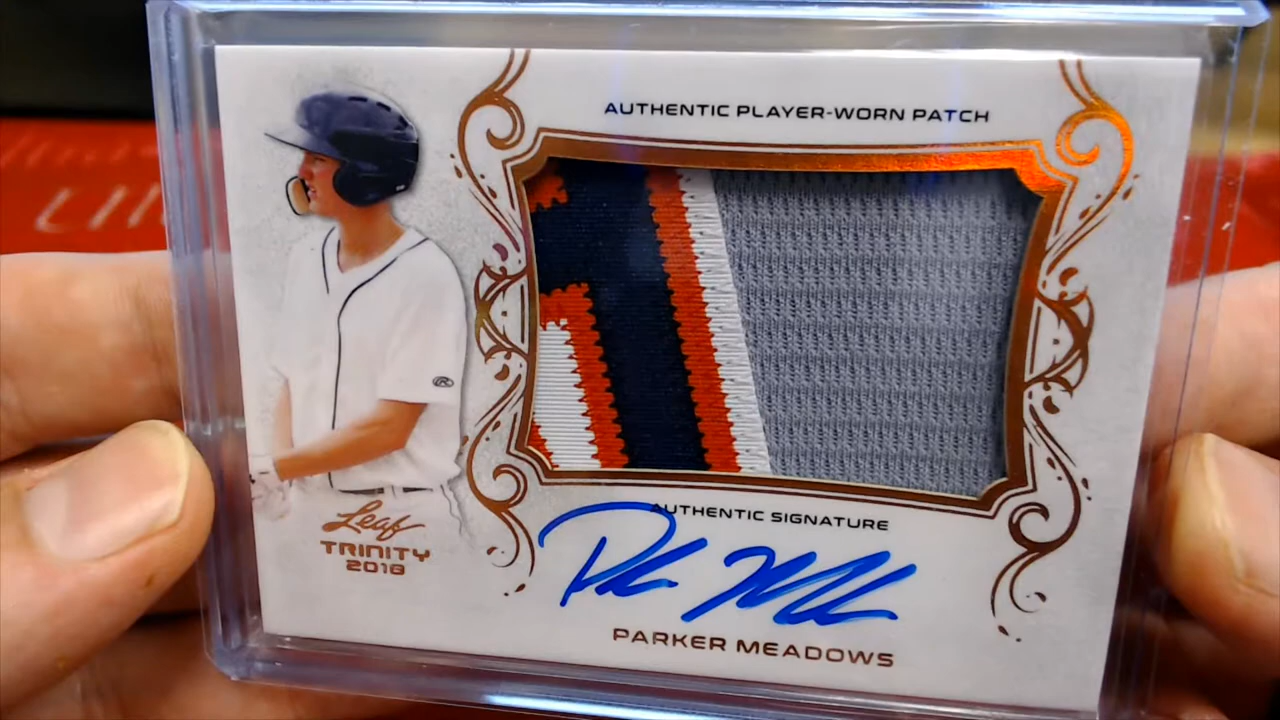 AUTHENTIC PLAYER-WORN PATCH
Leaf
TRINITY
2018
AUTHENTIC SIGNATURE
PARKER MEADOWS